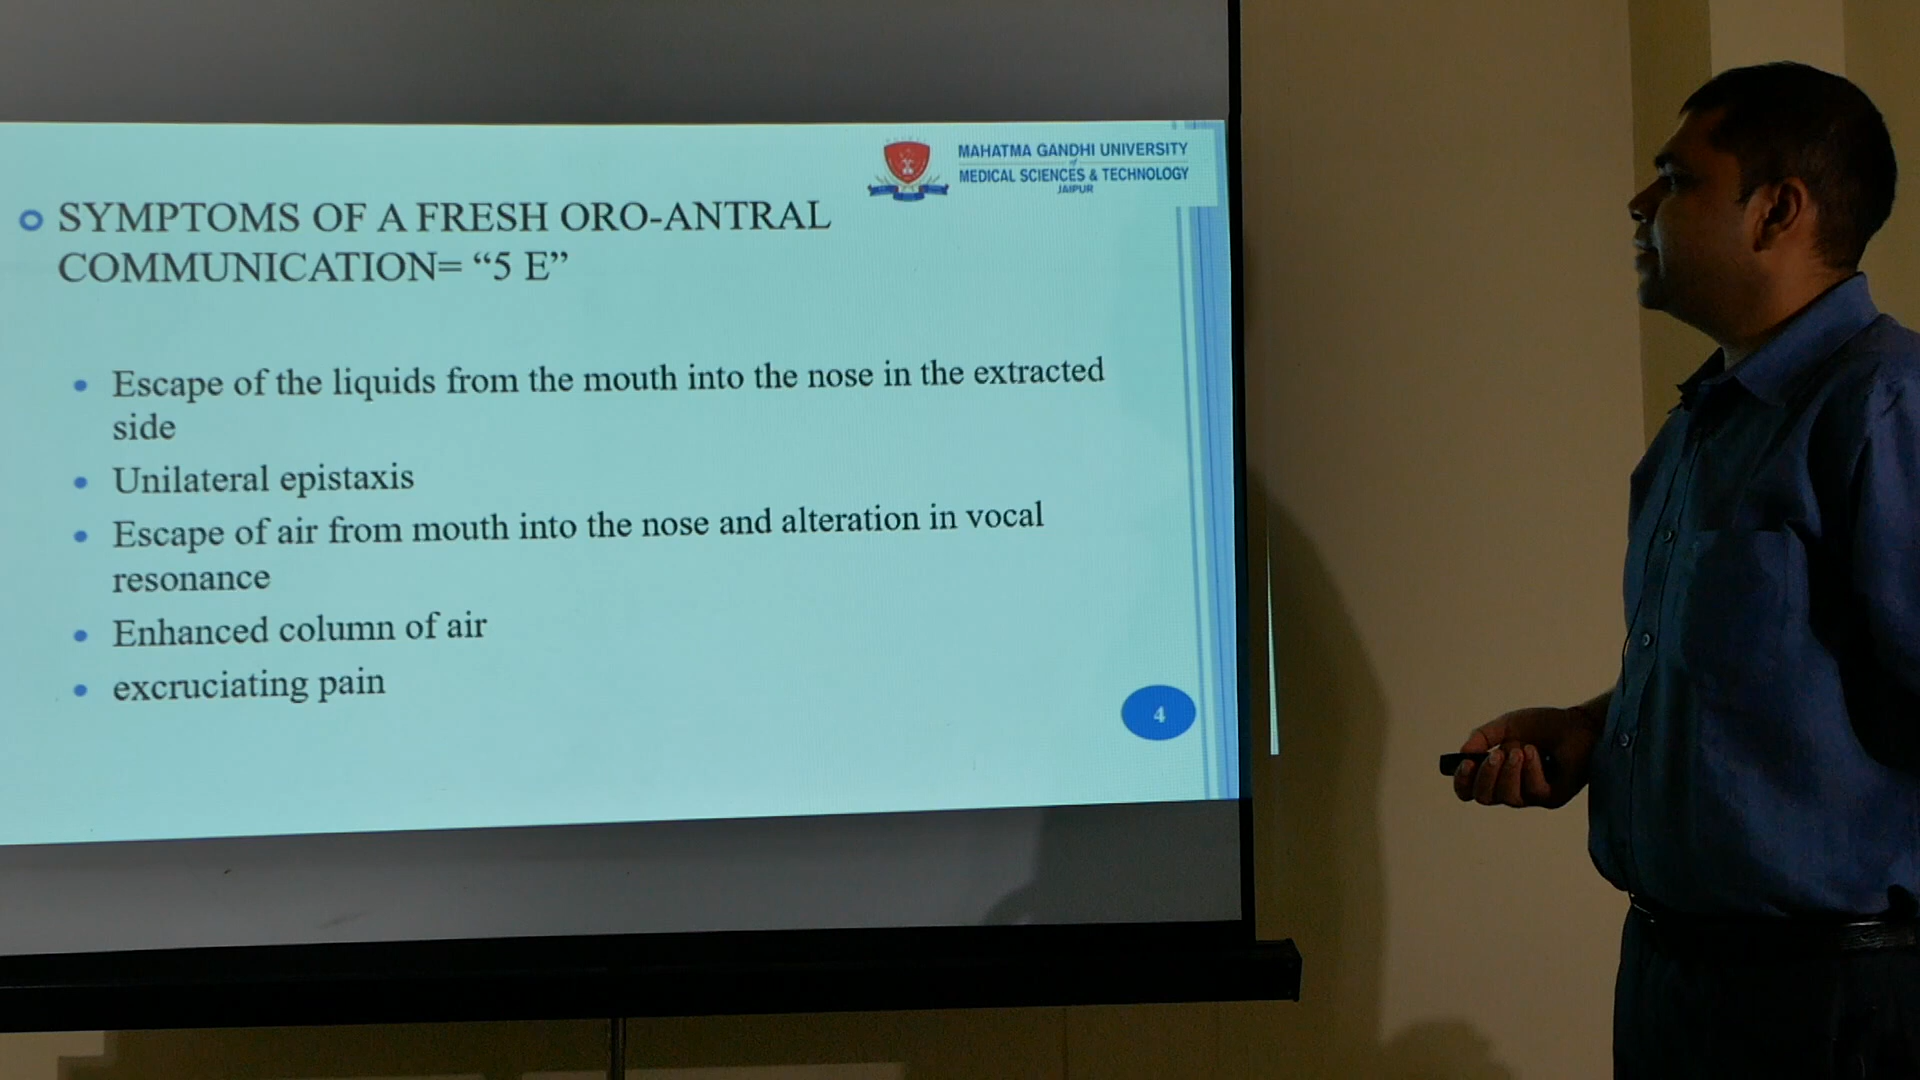 MAHATMA GANDHI UNIVERSITY
of
MEDICAL SCIENCES & TECHNOLOGY
JAIPUR
SYMPTOMS OF A FRESH ORO-ANTRAL
COMMUNICATION= “5 E”
• Escape of the liquids from the mouth into the nose in the extracted
side
• Unilateral epistaxis
• Escape of air from mouth into the nose and alteration in vocal
resonance
• Enhanced column of air
• excruciating pain
4